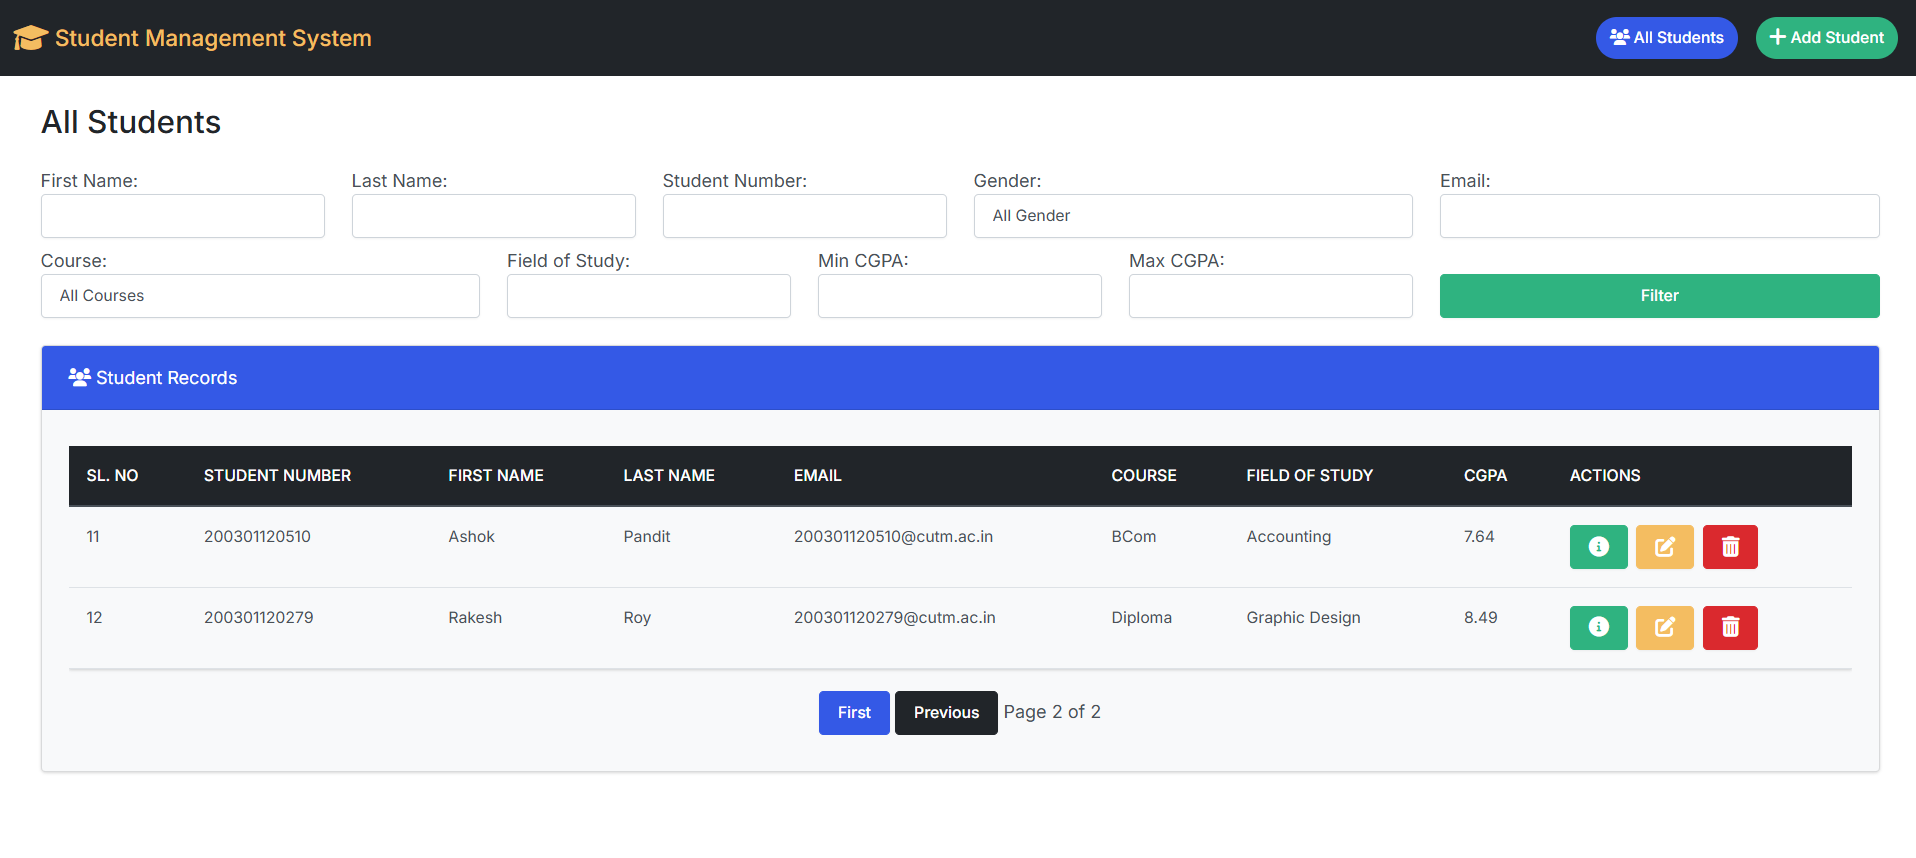 Student Management System
All Students
Add Student
All Students
First Name:
Last Name:
Student Number:
Gender:
Email:
All Gender
Course:
Field of Study:
Min CGPA:
Max CGPA:
All Courses
Filter
Student Records
SL. NO STUDENT NUMBER FIRST NAME LAST NAME EMAIL COURSE FIELD OF STUDY CGPA ACTIONS
11 200301120510 Ashok Pandit 200301120510@cutm.ac.in BCom Accounting 7.64
12 200301120279 Rakesh Roy 200301120279@cutm.ac.in Diploma Graphic Design 8.49
First Previous Page 2 of 2